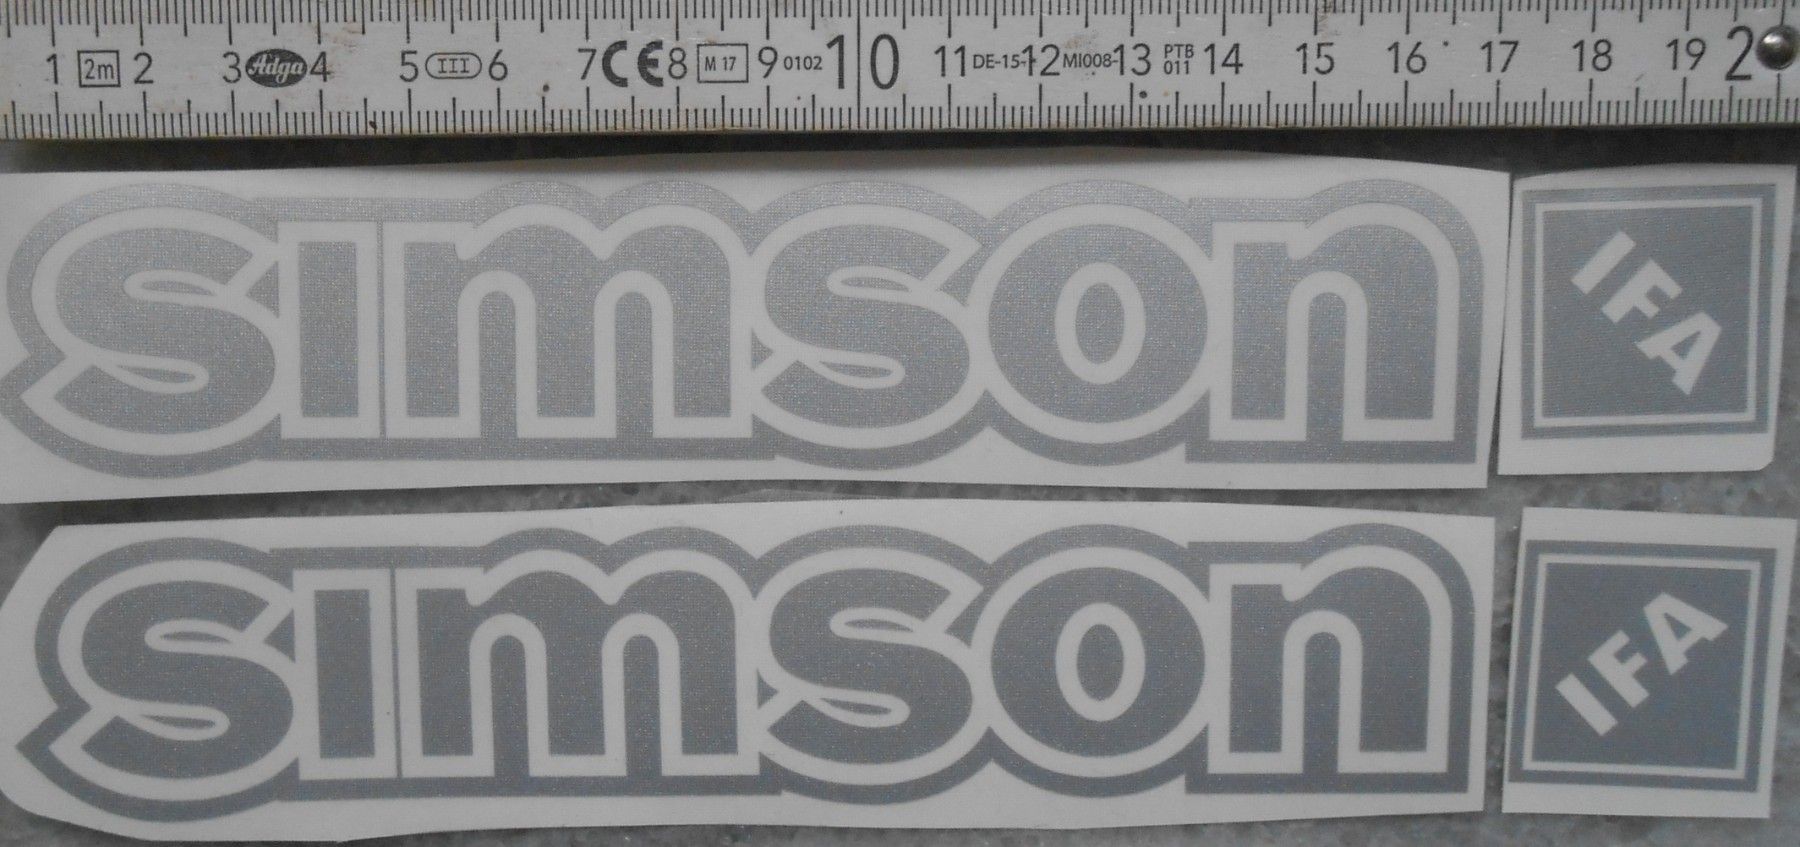 1 2m 2 3 Adga 4 5 III 6 7 CE 8 M 17 9 0102 10 11 DE-15- 12 MI008- 13 PTB 011 14 15 16 17 18 19 2
simson IFA
simson IFA